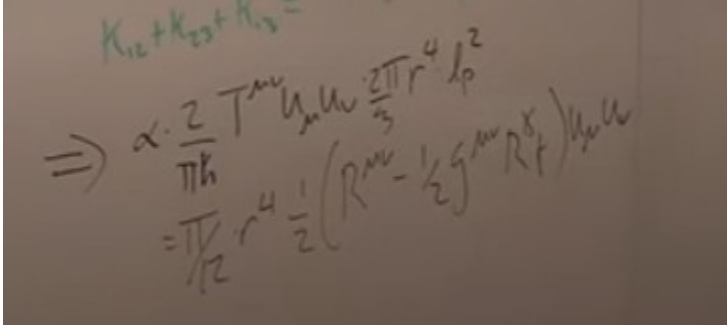 K₁₂ + K₂₃ + K₁₃ =
⇒ α · 2/(πħ) T^{μν} u_μ u_ν · 2π/3 r⁴ · l_p²
= π/12 · r⁴ 1/2 (R^{μν} - 1/2 g^{μν} R^γ_γ) u_μ u_ν